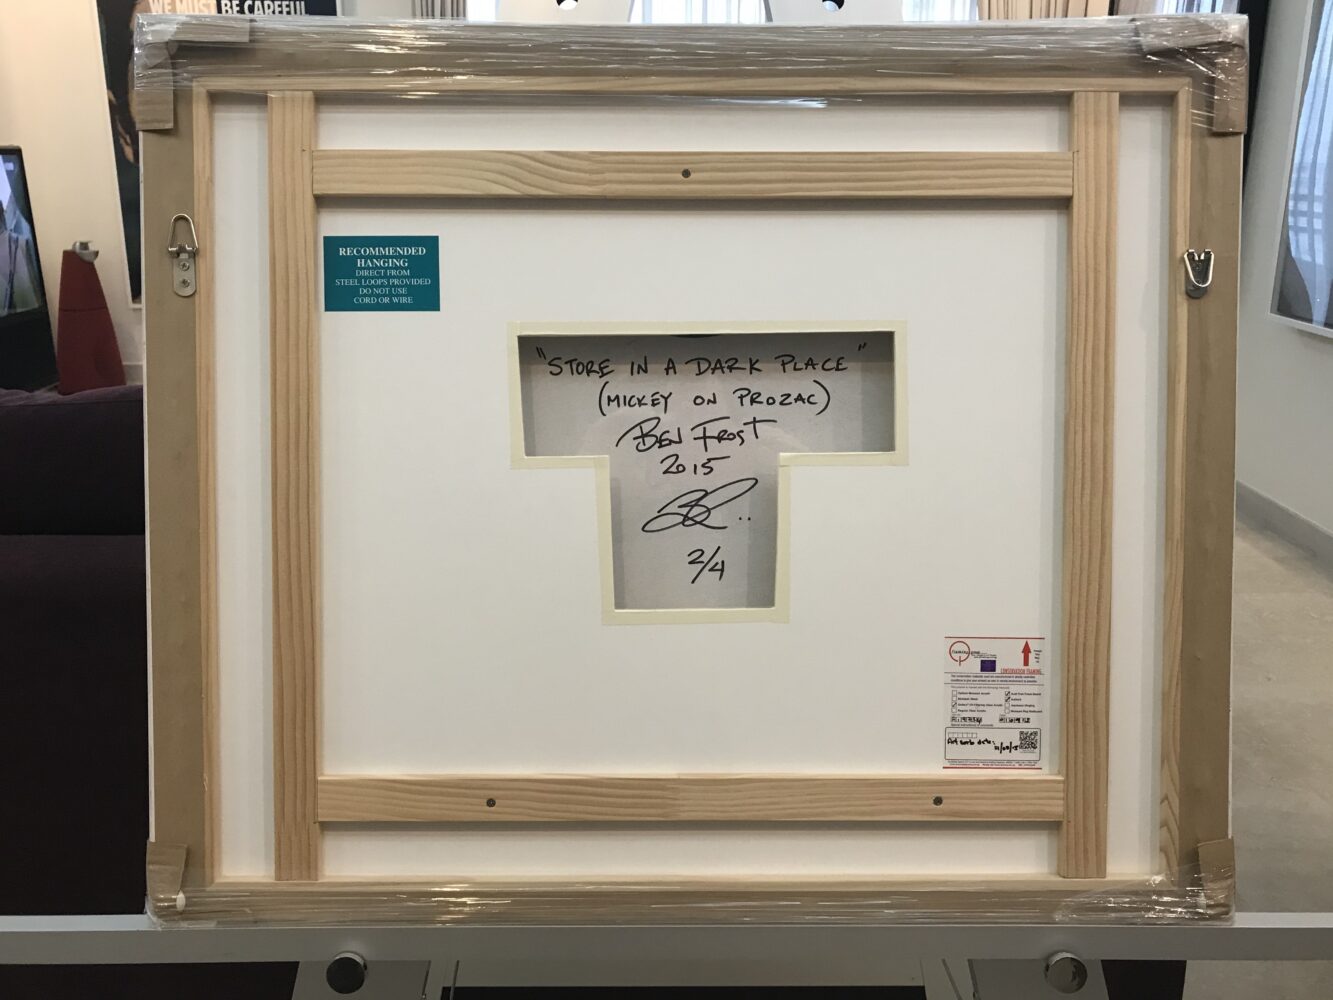 WE MUST BE CAREFUL
RECOMMENDED
HANGING
DIRECT FROM
STEEL LOOPS PROVIDED
DO NOT USE
CORD OR WIRE
"STORE IN A DARK PLACE"
(MICKEY ON PROZAC)
BEN FROST
2015
2/4
CONSERVATION FRAMING